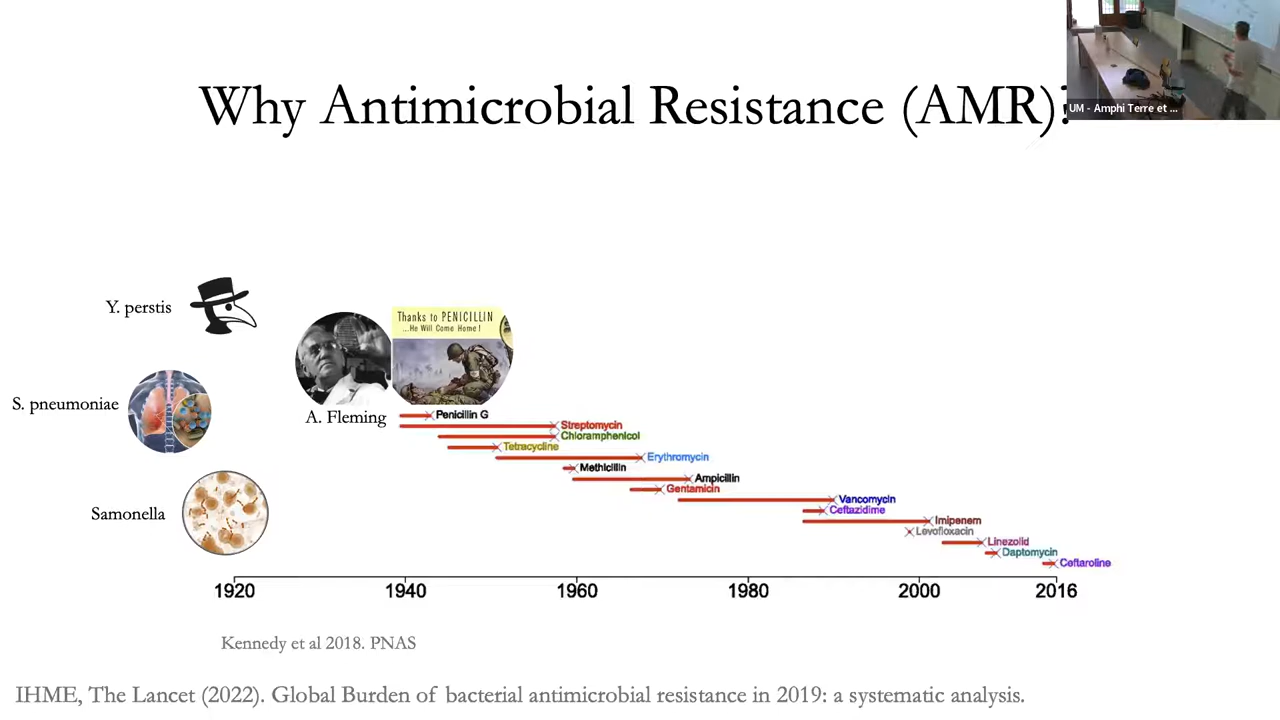 Why Antimicrobial Resistance (AMR)?
UM - Amphi Terre et ...
Y. perstis
Thanks to PENICILLIN
...He Will Come Home!
S. pneumoniae
A. Fleming
Penicillin G
Streptomycin
Chloramphenicol
Tetracycline
Erythromycin
Methicillin
Ampicillin
Gentamicin
Vancomycin
Ceftazidime
Imipenem
Levofloxacin
Linezolid
Daptomycin
Ceftaroline
Samonella
1920 1940 1960 1980 2000 2016
Kennedy et al 2018. PNAS
IHME, The Lancet (2022). Global Burden of bacterial antimicrobial resistance in 2019: a systematic analysis.